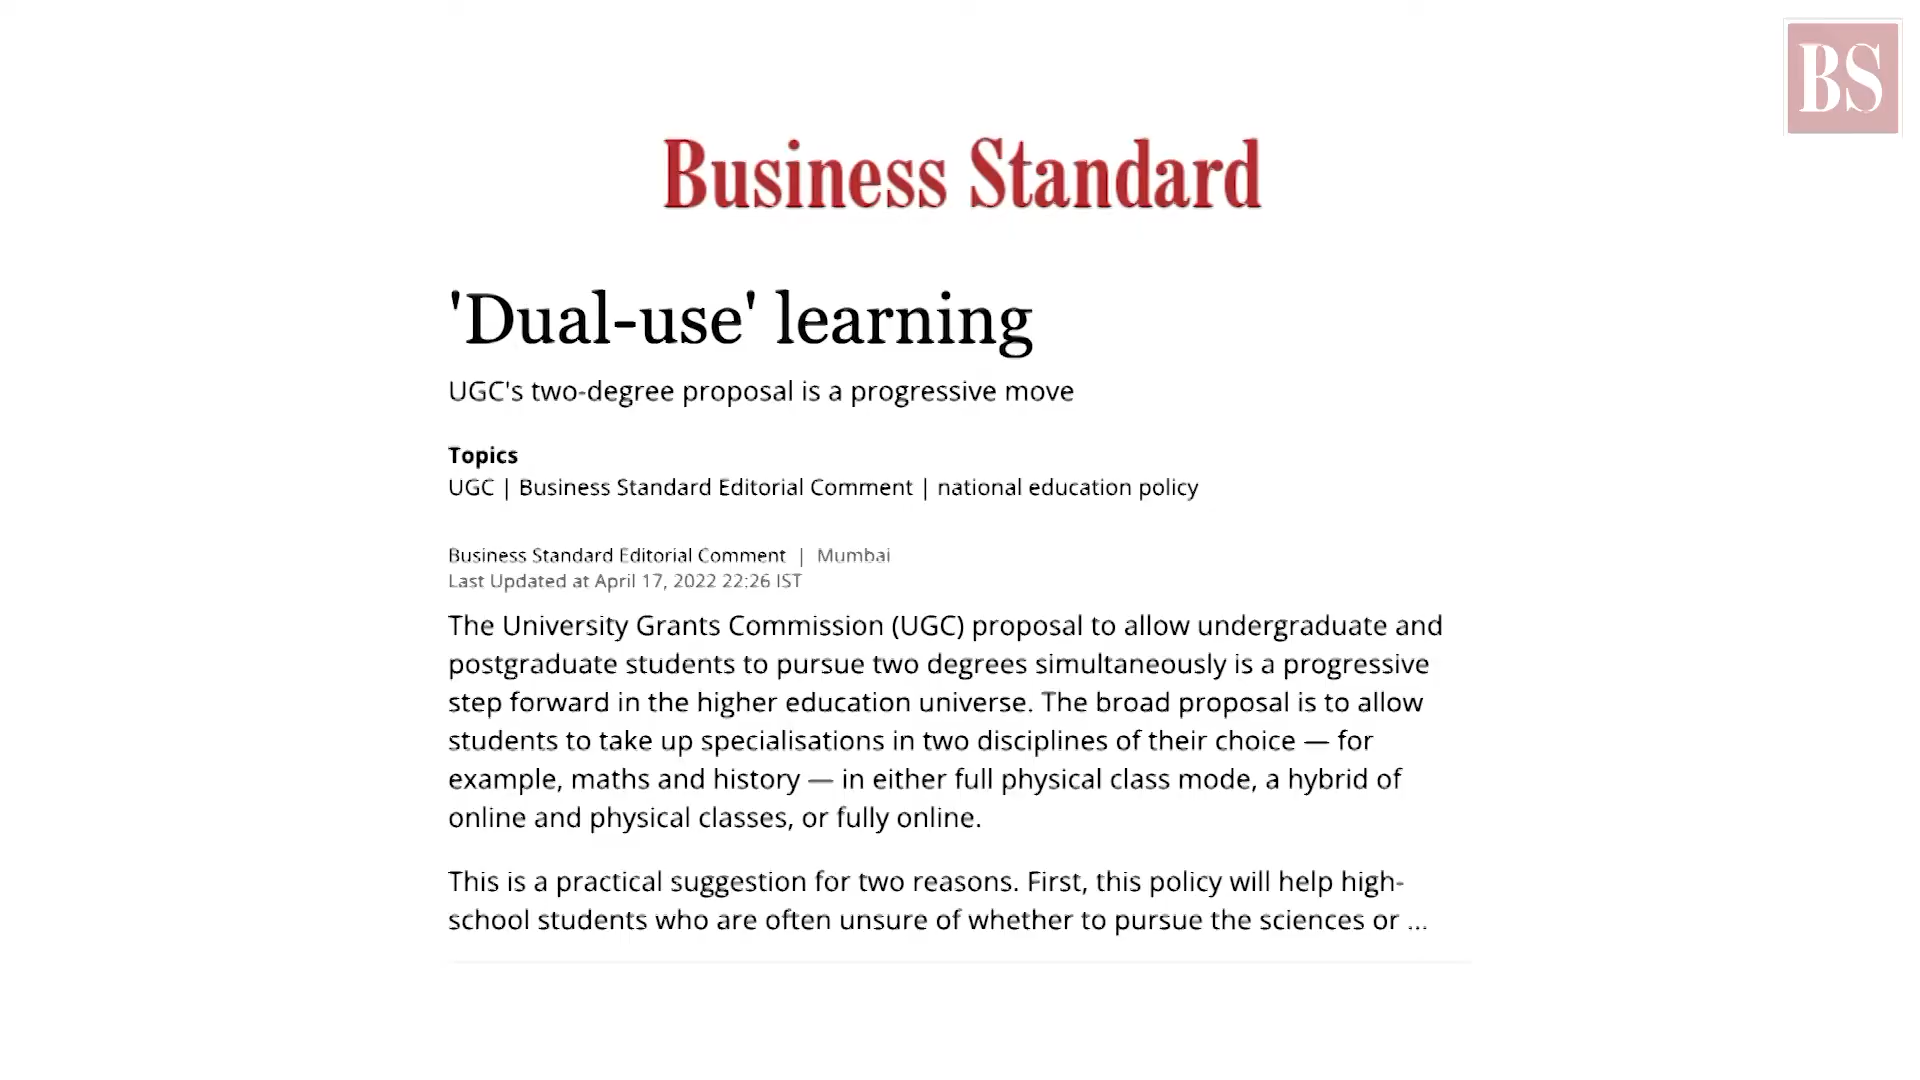 BS
Business Standard
'Dual-use' learning
UGC's two-degree proposal is a progressive move
Topics
UGC | Business Standard Editorial Comment | national education policy
Business Standard Editorial Comment | Mumbai
Last Updated at April 17, 2022 22:26 IST
The University Grants Commission (UGC) proposal to allow undergraduate and
postgraduate students to pursue two degrees simultaneously is a progressive
step forward in the higher education universe. The broad proposal is to allow
students to take up specialisations in two disciplines of their choice — for
example, maths and history — in either full physical class mode, a hybrid of
online and physical classes, or fully online.
This is a practical suggestion for two reasons. First, this policy will help high-
school students who are often unsure of whether to pursue the sciences or ...